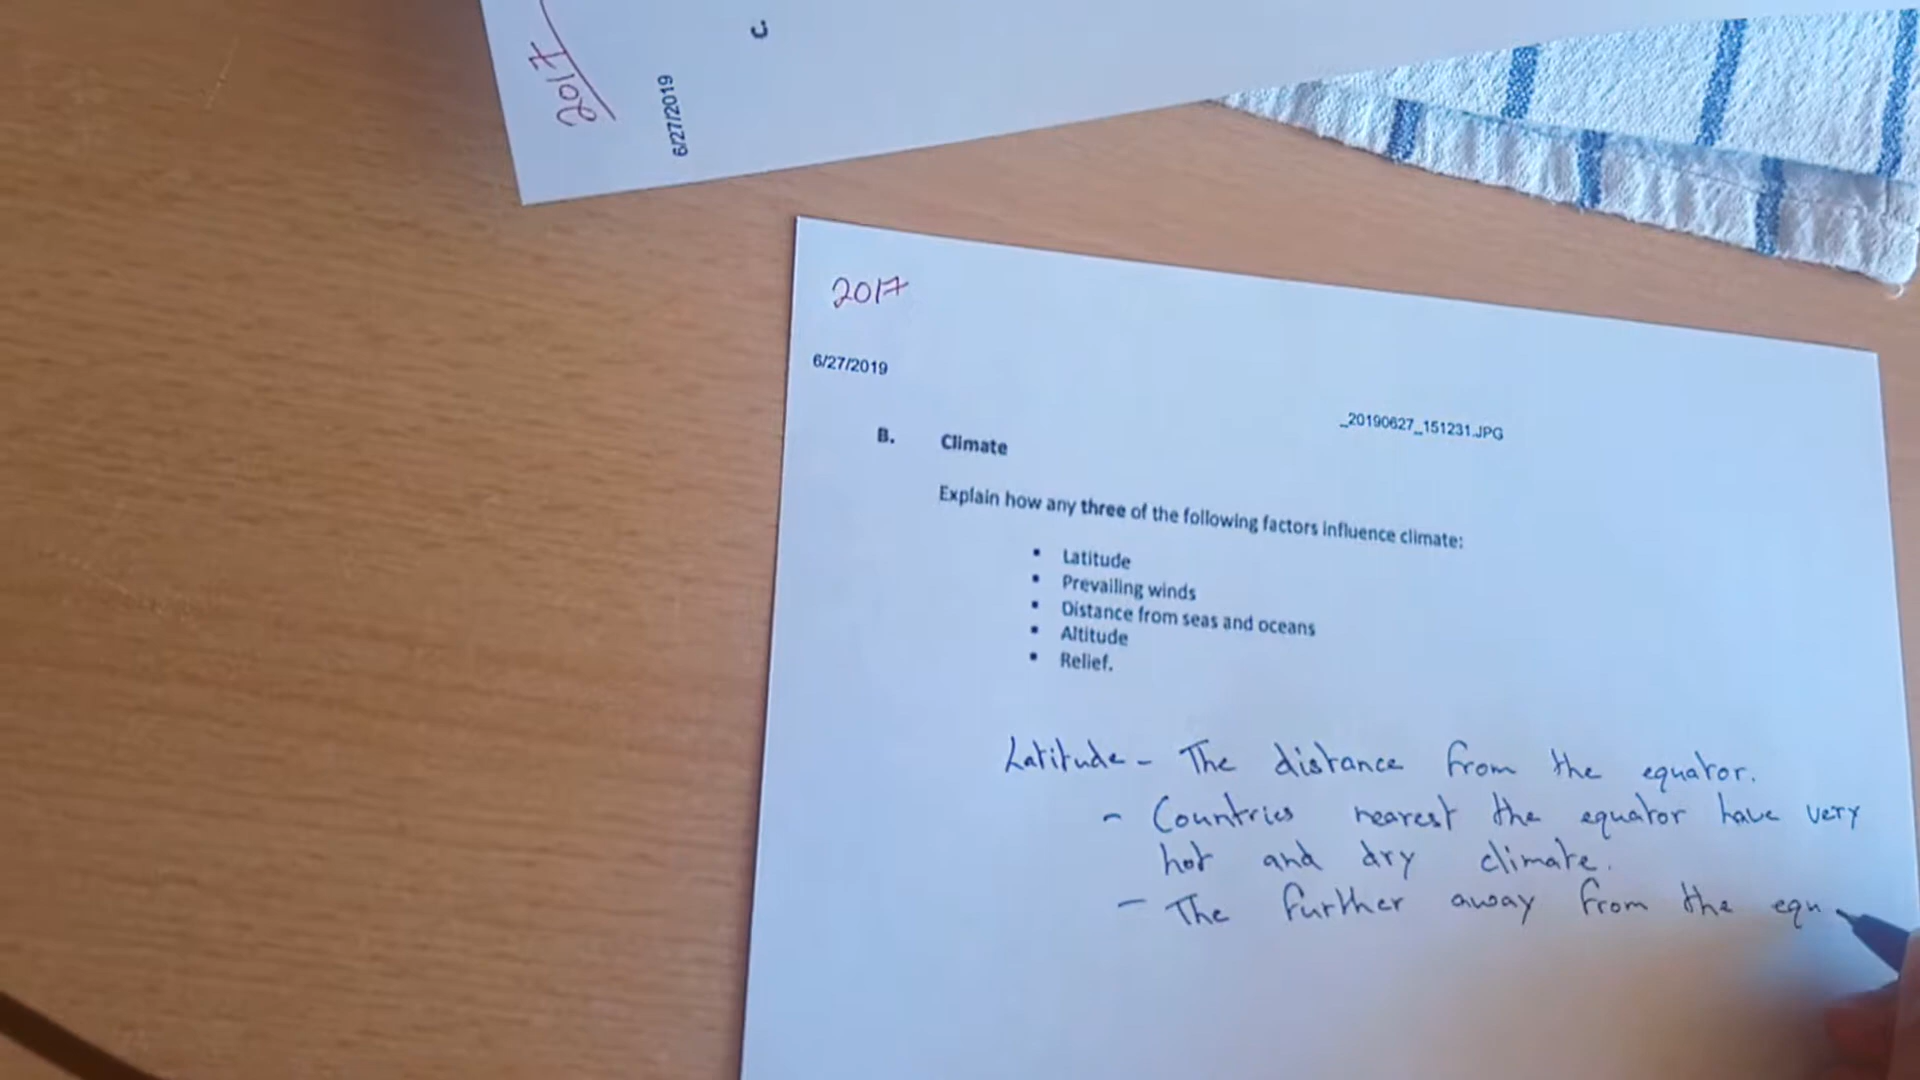 2017
6/27/2019
C.
2017
6/27/2019
_20190627_151231.JPG
B. Climate
Explain how any three of the following factors influence climate:
• Latitude
• Prevailing winds
• Distance from seas and oceans
• Altitude
• Relief.
Latitude - The distance from the equator.
- Countries nearest the equator have very
hot and dry climate.
- The further away from the equ